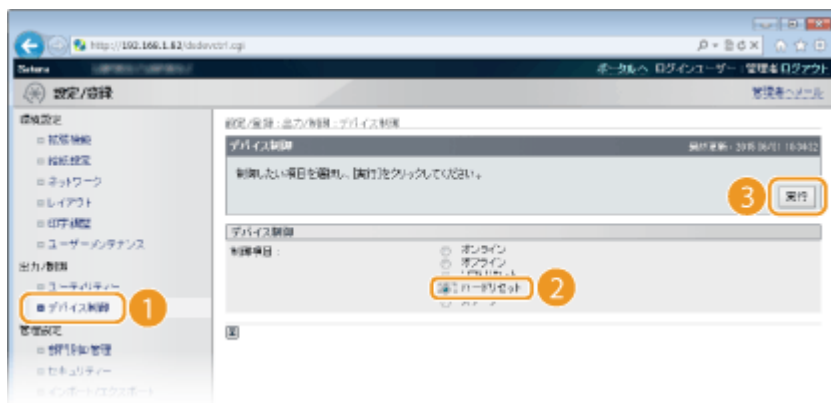 http://192.168.1.82/dsdevctrl.cgi
Satera
ポータルへ ログインユーザー: 管理者 ログアウト
設定/登録
管理者へメール
環境設定
拡張機能
給紙設定
ネットワーク
レイアウト
印字調整
ユーザーメンテナンス
出力/制御
ユーティリティー
デバイス制御
1
管理設定
部門別ID管理
セキュリティー
インポート/エクスポート
設定/登録 : 出力/制御 : デバイス制御
デバイス制御
最終更新 :
制御したい項目を選択し、[実行]をクリックしてください。
3
実行
デバイス制御
制御項目 :
オンライン
オフライン
ハードリセット
2